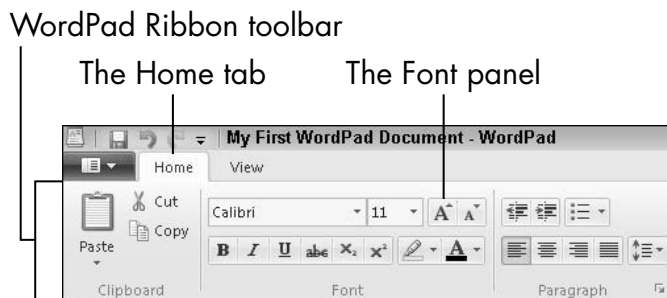 WordPad Ribbon toolbar
The Home tab The Font panel
My First WordPad Document - WordPad
Home View
Cut
Copy
Paste
Calibri 11 A A
B I U abc X₂ X² A
Clipboard Font Paragraph